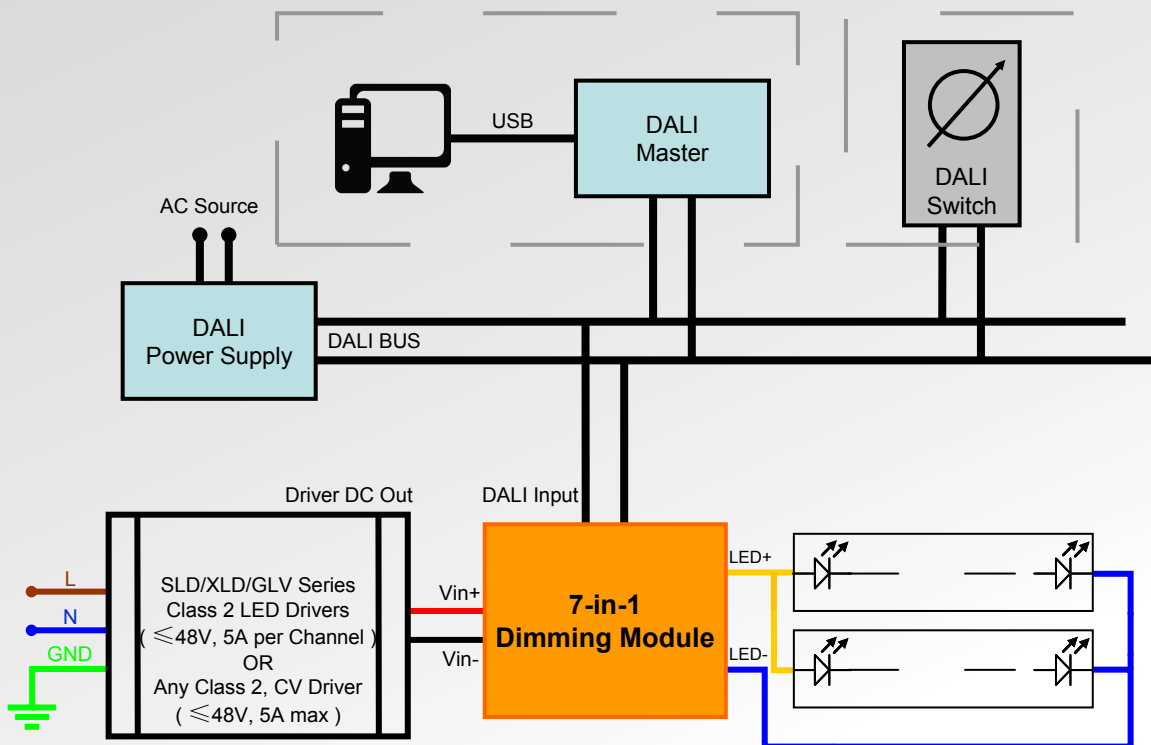 USB
DALI
Master
DALI
Switch
AC Source
DALI
Power Supply
DALI BUS
Driver DC Out
DALI Input
L
N
GND
SLD/XLD/GLV Series
Class 2 LED Drivers
( ≤48V, 5A per Channel )
OR
Any Class 2, CV Driver
( ≤48V, 5A max )
Vin+
Vin-
7-in-1
Dimming Module
LED+
LED-